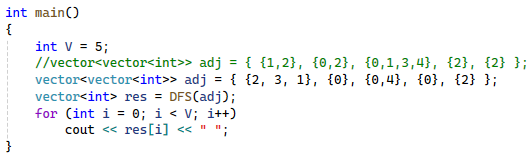 int main()
{
    int V = 5;
    //vector<vector<int>> adj = { {1,2}, {0,2}, {0,1,3,4}, {2}, {2} };
    vector<vector<int>> adj = { {2, 3, 1}, {0}, {0,4}, {0}, {2} };
    vector<int> res = DFS(adj);
    for (int i = 0; i < V; i++)
        cout << res[i] << " ";
}